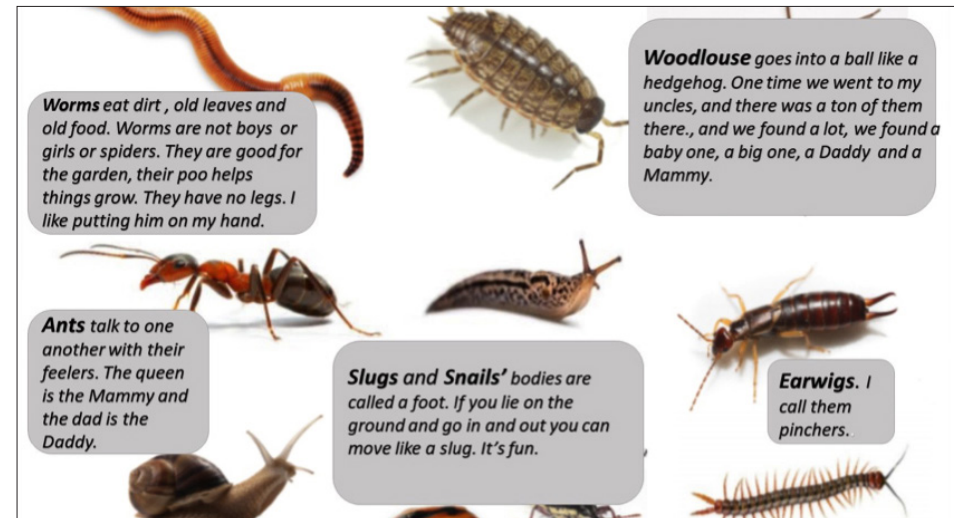 Worms eat dirt , old leaves and
old food. Worms are not boys or
girls or spiders. They are good for
the garden, their poo helps
things grow. They have no legs. I
like putting him on my hand.
Woodlouse goes into a ball like a
hedgehog. One time we went to my
uncles, and there was a ton of them
there., and we found a lot, we found a
baby one, a big one, a Daddy and a
Mammy.
Ants talk to one
another with their
feelers. The queen
is the Mammy and
the dad is the
Daddy.
Slugs and Snails’ bodies are
called a foot. If you lie on the
ground and go in and out you can
move like a slug. It’s fun.
Earwigs. I
call them
pinchers.